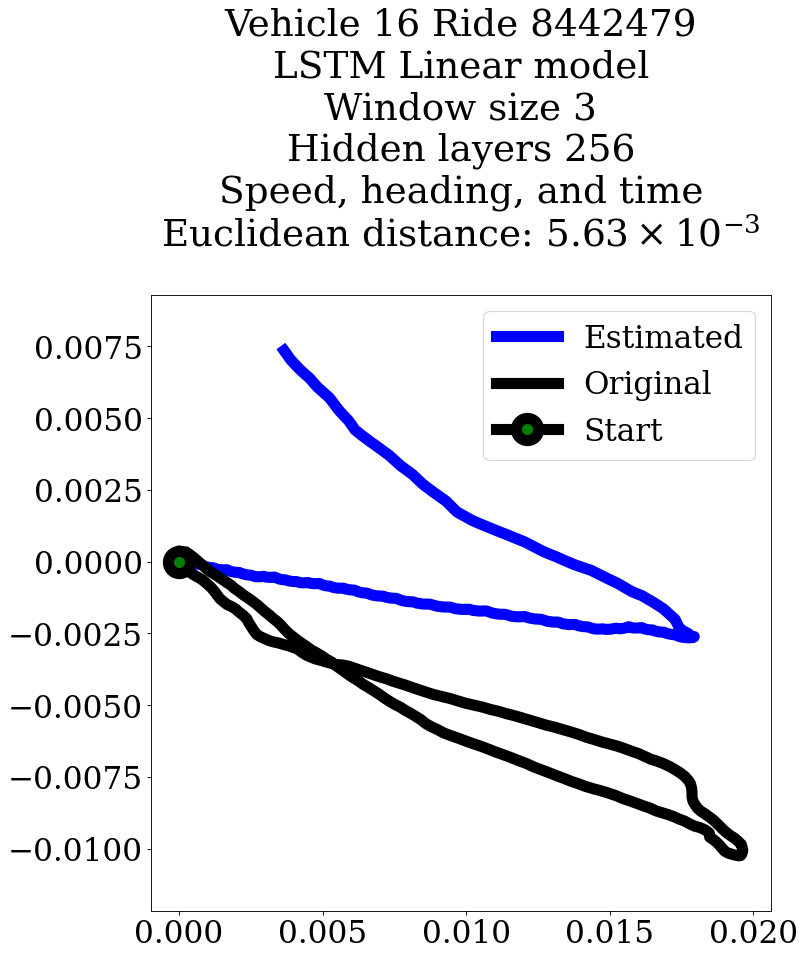 Vehicle 16 Ride 8442479
LSTM Linear model
Window size 3
Hidden layers 256
Speed, heading, and time
Euclidean distance: 5.63 × 10⁻³
Estimated
Original
Start
0.0075
0.0050
0.0025
0.0000
−0.0025
−0.0050
−0.0075
−0.0100
0.000 0.005 0.010 0.015 0.020